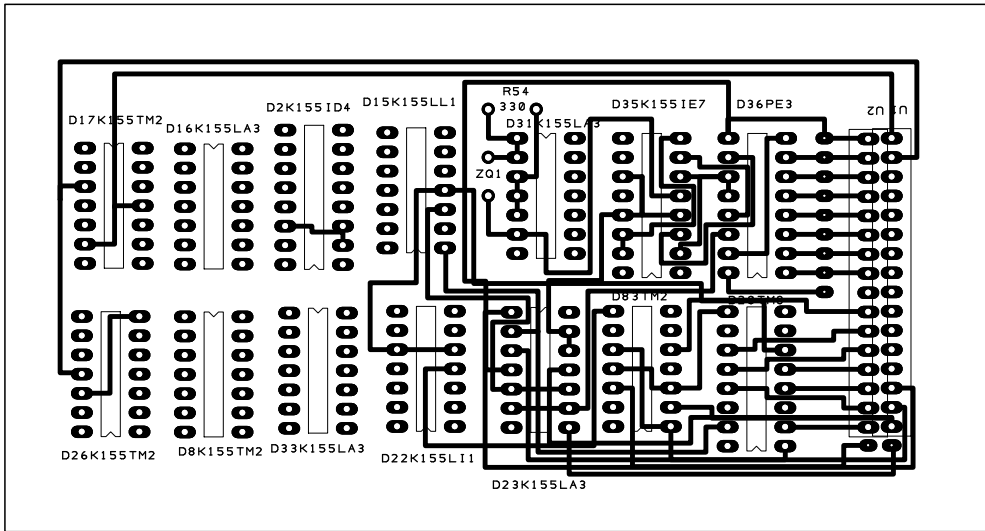 R54
330
D17K155TM2
D16K155LA3
D2K155ID4
D15K155LL1
D31K155LA3
D35K155IE7
D36PE3
U2
U1
ZQ1
D83TM2
D26K155TM2
D8K155TM2
D33K155LA3
D22K155LI1
D23K155LA3